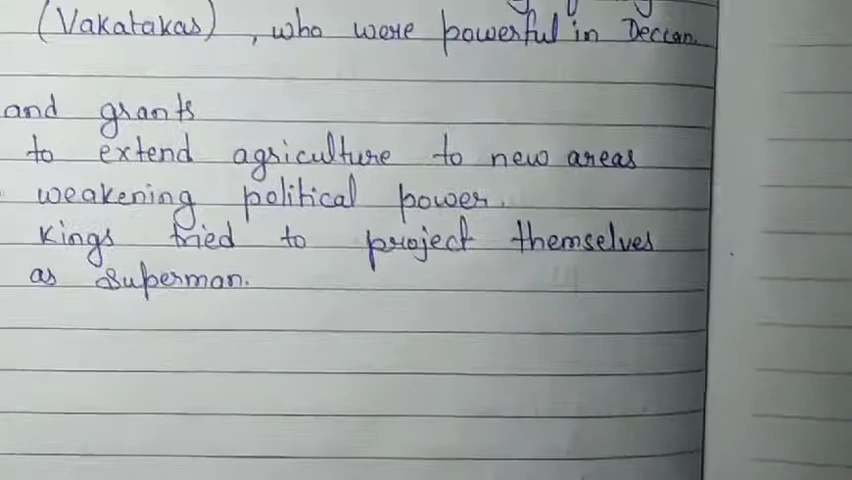 (Vakatakas), who were powerful in Deccan.
and grants
to extend agriculture to new areas
weakening political power.
Kings tried to project themselves
as Superman.